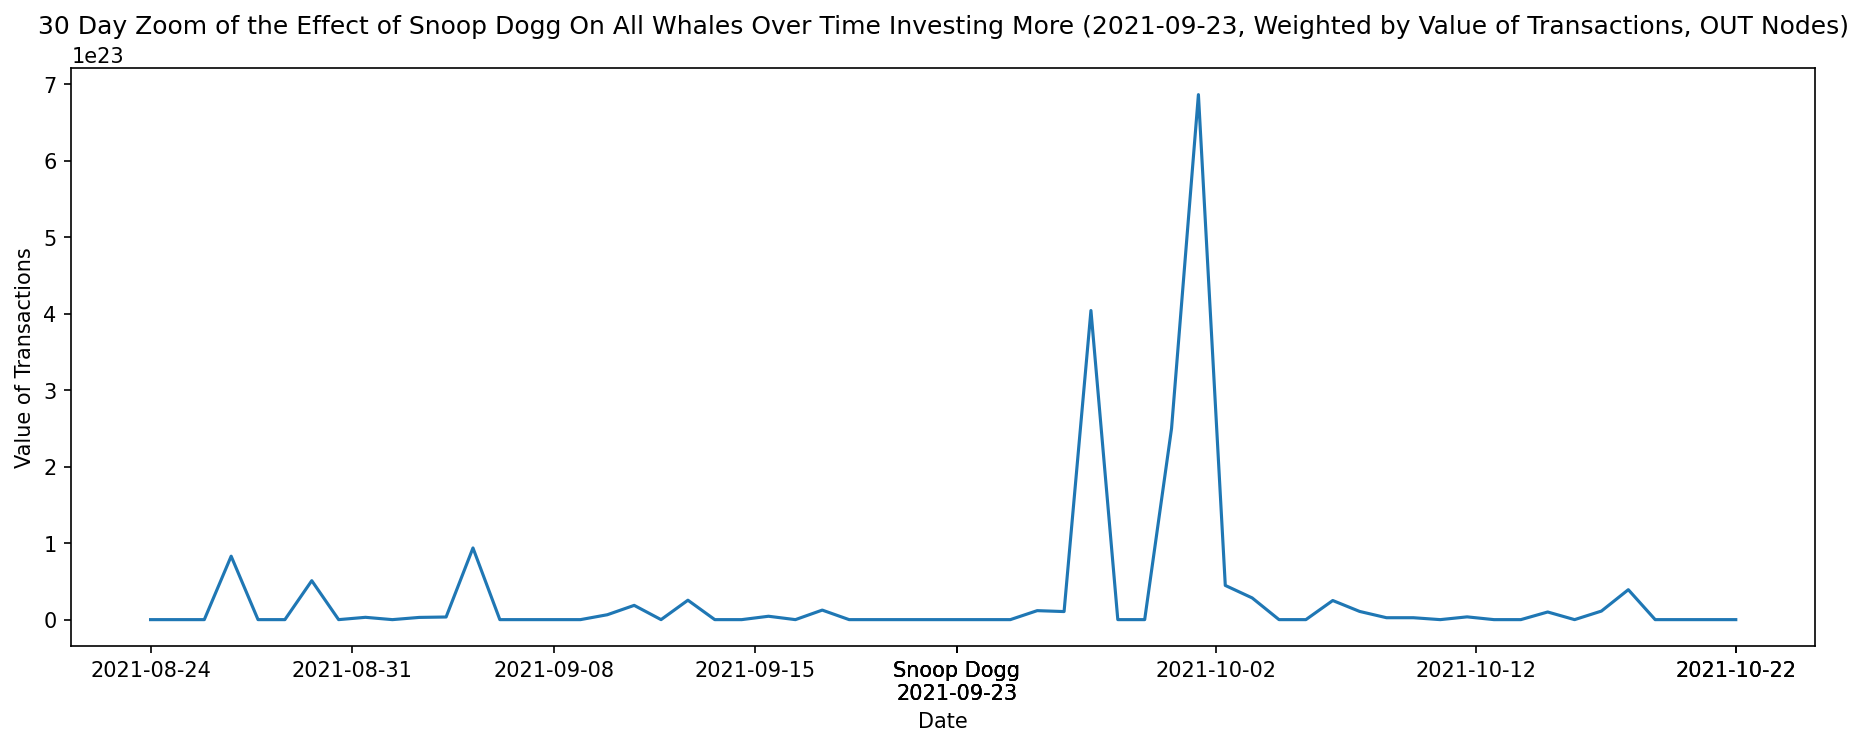 30 Day Zoom of the Effect of Snoop Dogg On All Whales Over Time Investing More (2021-09-23, Weighted by Value of Transactions, OUT Nodes)
1e23
7
6
5
4
3
2
1
0
Value of Transactions
2021-08-24 2021-08-31 2021-09-08 2021-09-15 Snoop Dogg 2021-10-02 2021-10-12 2021-10-22
2021-09-23
Date